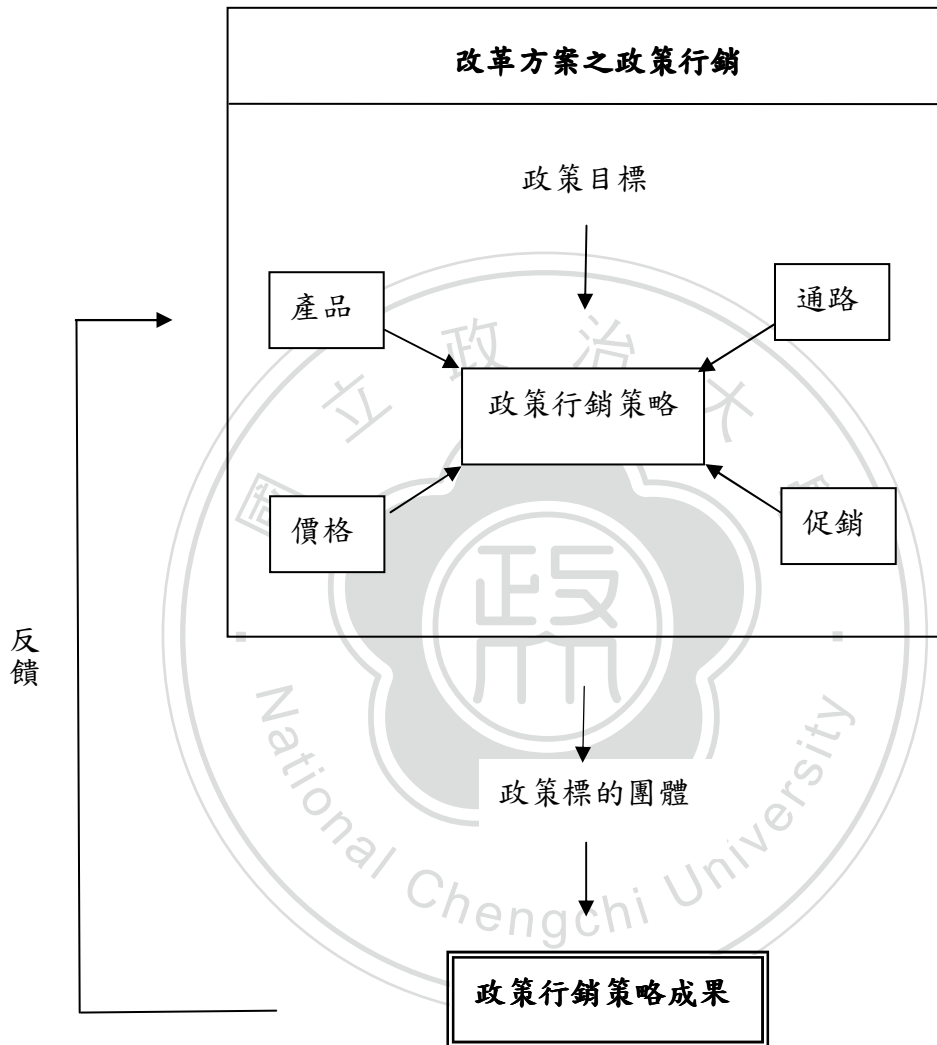 改革方案之政策行銷
政策目標
產品
通路
政策行銷策略
價格
促銷
反饋
政策標的團體
政策行銷策略成果
國立政治大學
政
National Chengchi University